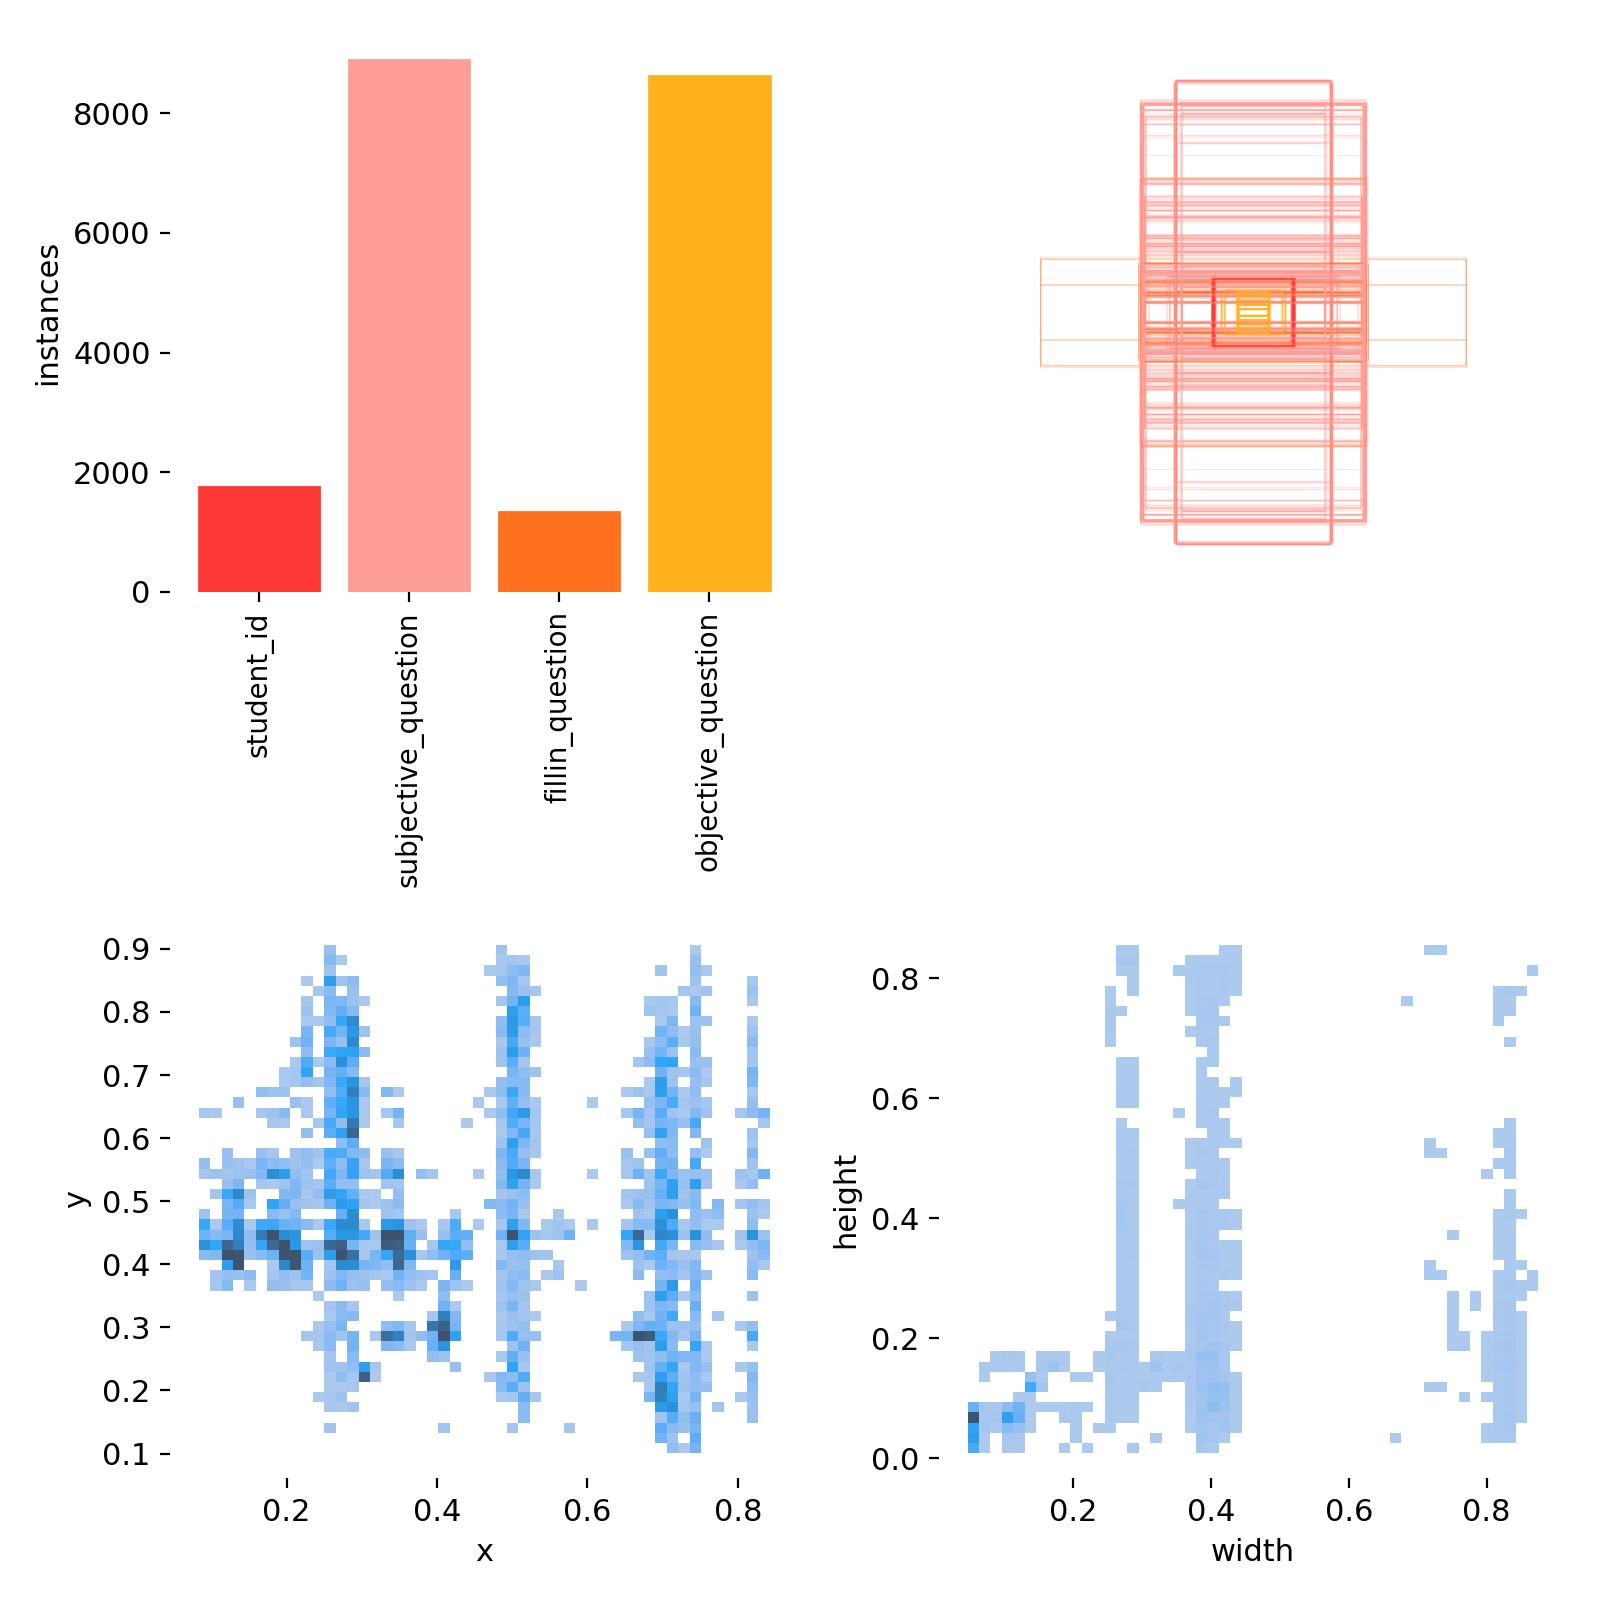 8000
6000
4000
2000
0
instances
student_id
subjective_question
fillin_question
objective_question
0.9
0.8
0.7
0.6
0.5
0.4
0.3
0.2
0.1
y
0.2 0.4 0.6 0.8
x
0.8
0.6
0.4
0.2
0.0
height
0.2 0.4 0.6 0.8
width